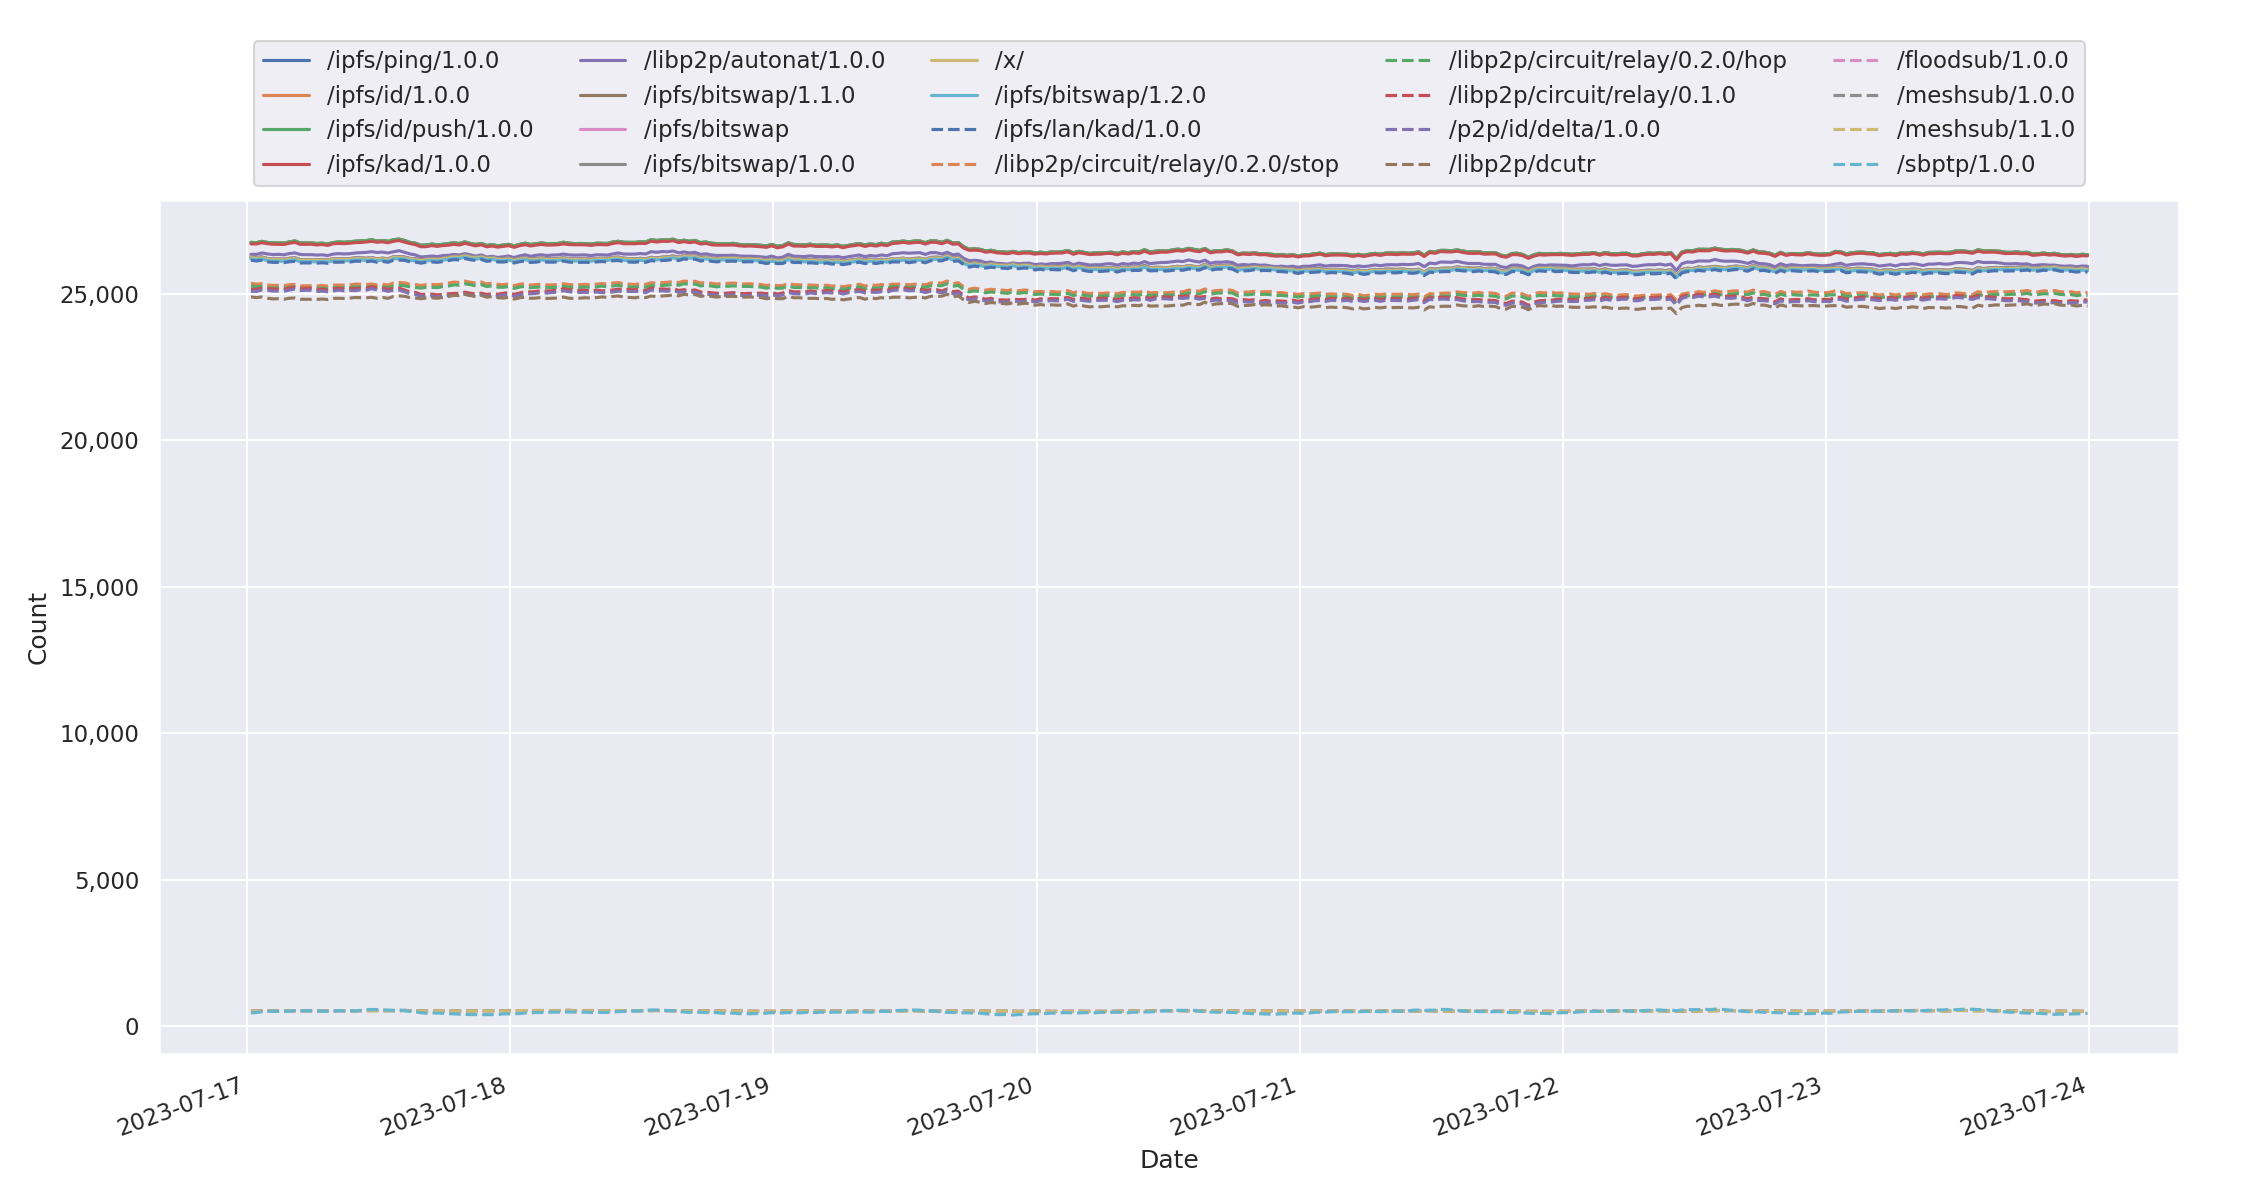 /ipfs/ping/1.0.0
/ipfs/id/1.0.0
/ipfs/id/push/1.0.0
/ipfs/kad/1.0.0
/libp2p/autonat/1.0.0
/ipfs/bitswap/1.1.0
/ipfs/bitswap
/ipfs/bitswap/1.0.0
/x/
/ipfs/bitswap/1.2.0
/ipfs/lan/kad/1.0.0
/libp2p/circuit/relay/0.2.0/stop
/libp2p/circuit/relay/0.2.0/hop
/libp2p/circuit/relay/0.1.0
/p2p/id/delta/1.0.0
/libp2p/dcutr
/floodsub/1.0.0
/meshsub/1.0.0
/meshsub/1.1.0
/sbptp/1.0.0
25,000
20,000
15,000
10,000
5,000
0
Count
2023-07-17
2023-07-18
2023-07-19
2023-07-20
2023-07-21
2023-07-22
2023-07-23
2023-07-24
Date